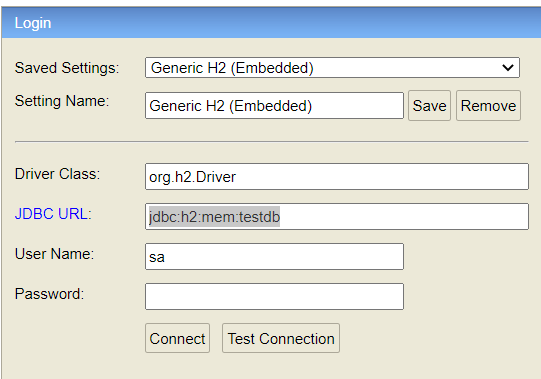 Login
Saved Settings: Generic H2 (Embedded)
Setting Name: Generic H2 (Embedded) Save Remove
Driver Class: org.h2.Driver
JDBC URL: jdbc:h2:mem:testdb
User Name: sa
Password:
Connect Test Connection